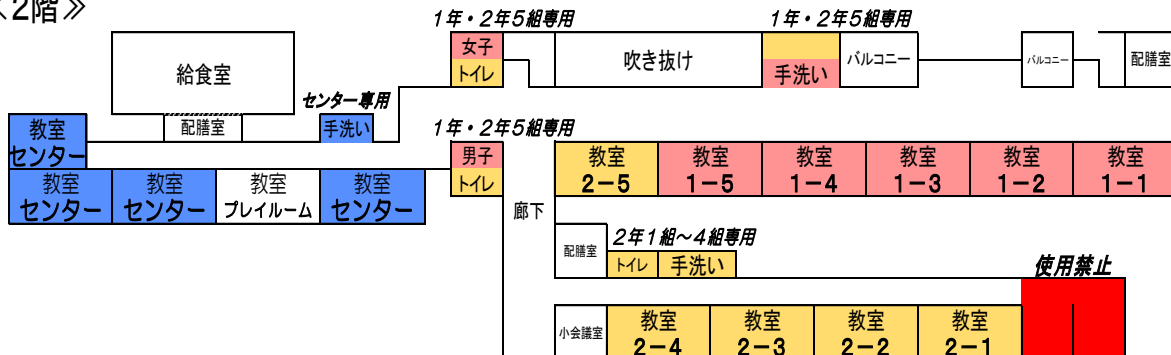 ≪2階≫
1年・2年5組専用
1年・2年5組専用
女子
トイレ
吹き抜け
手洗い
バルコニー
バルコニー
配膳室
給食室
センター専用
配膳室
手洗い
1年・2年5組専用
教室
センター
男子
トイレ
教室
2－5
教室
1－5
教室
1－4
教室
1－3
教室
1－2
教室
1－1
教室
センター
教室
センター
教室
プレイルーム
教室
センター
廊下
配膳室
2年1組～4組専用
トイレ
手洗い
使用禁止
小会議室
教室
2－4
教室
2－3
教室
2－2
教室
2－1